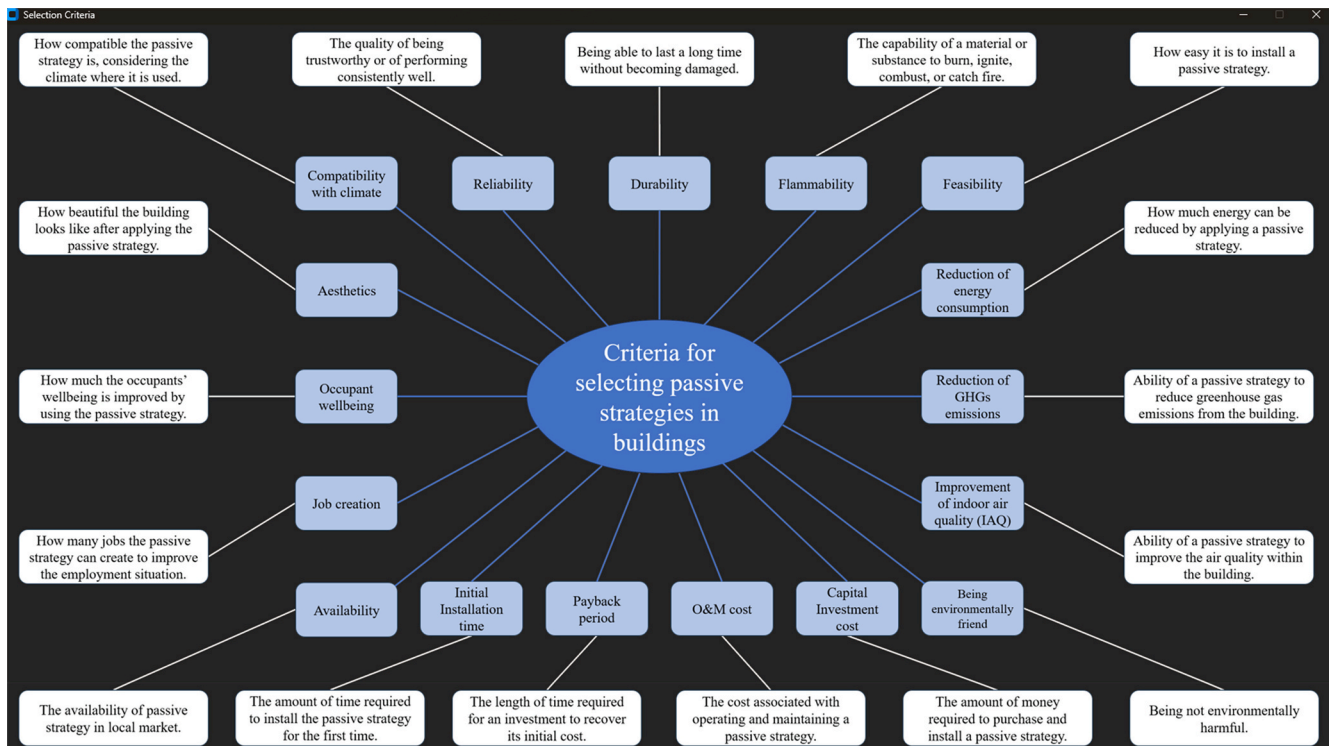 Selection Criteria
How compatible the passive
strategy is, considering the
climate where it is used.
The quality of being
trustworthy or of performing
consistently well.
Being able to last a long time
without becoming damaged.
The capability of a material or
substance to burn, ignite,
combust, or catch fire.
How easy it is to install a
passive strategy.
Compatibility
with climate
Reliability
Durability
Flammability
Feasibility
How beautiful the building
looks like after applying the
passive strategy.
Aesthetics
Reduction of
energy
consumption
How much energy can be
reduced by applying a passive
strategy.
Criteria for
selecting passive
strategies in
buildings
How much the occupants'
wellbeing is improved by
using the passive strategy.
Occupant
wellbeing
Reduction of
GHGs
emissions
Ability of a passive strategy to
reduce greenhouse gas
emissions from the building.
Job creation
Improvement
of indoor air
quality (IAQ)
How many jobs the passive
strategy can create to improve
the employment situation.
Ability of a passive strategy to
improve the air quality within
the building.
Availability
Initial
Installation
time
Payback
period
O&M cost
Capital
Investment
cost
Being
environmentally
friend
The availability of passive
strategy in local market.
The amount of time required
to install the passive strategy
for the first time.
The length of time required
for an investment to recover
its initial cost.
The cost associated with
operating and maintaining a
passive strategy.
The amount of money
required to purchase and
install a passive strategy.
Being not environmentally
harmful.